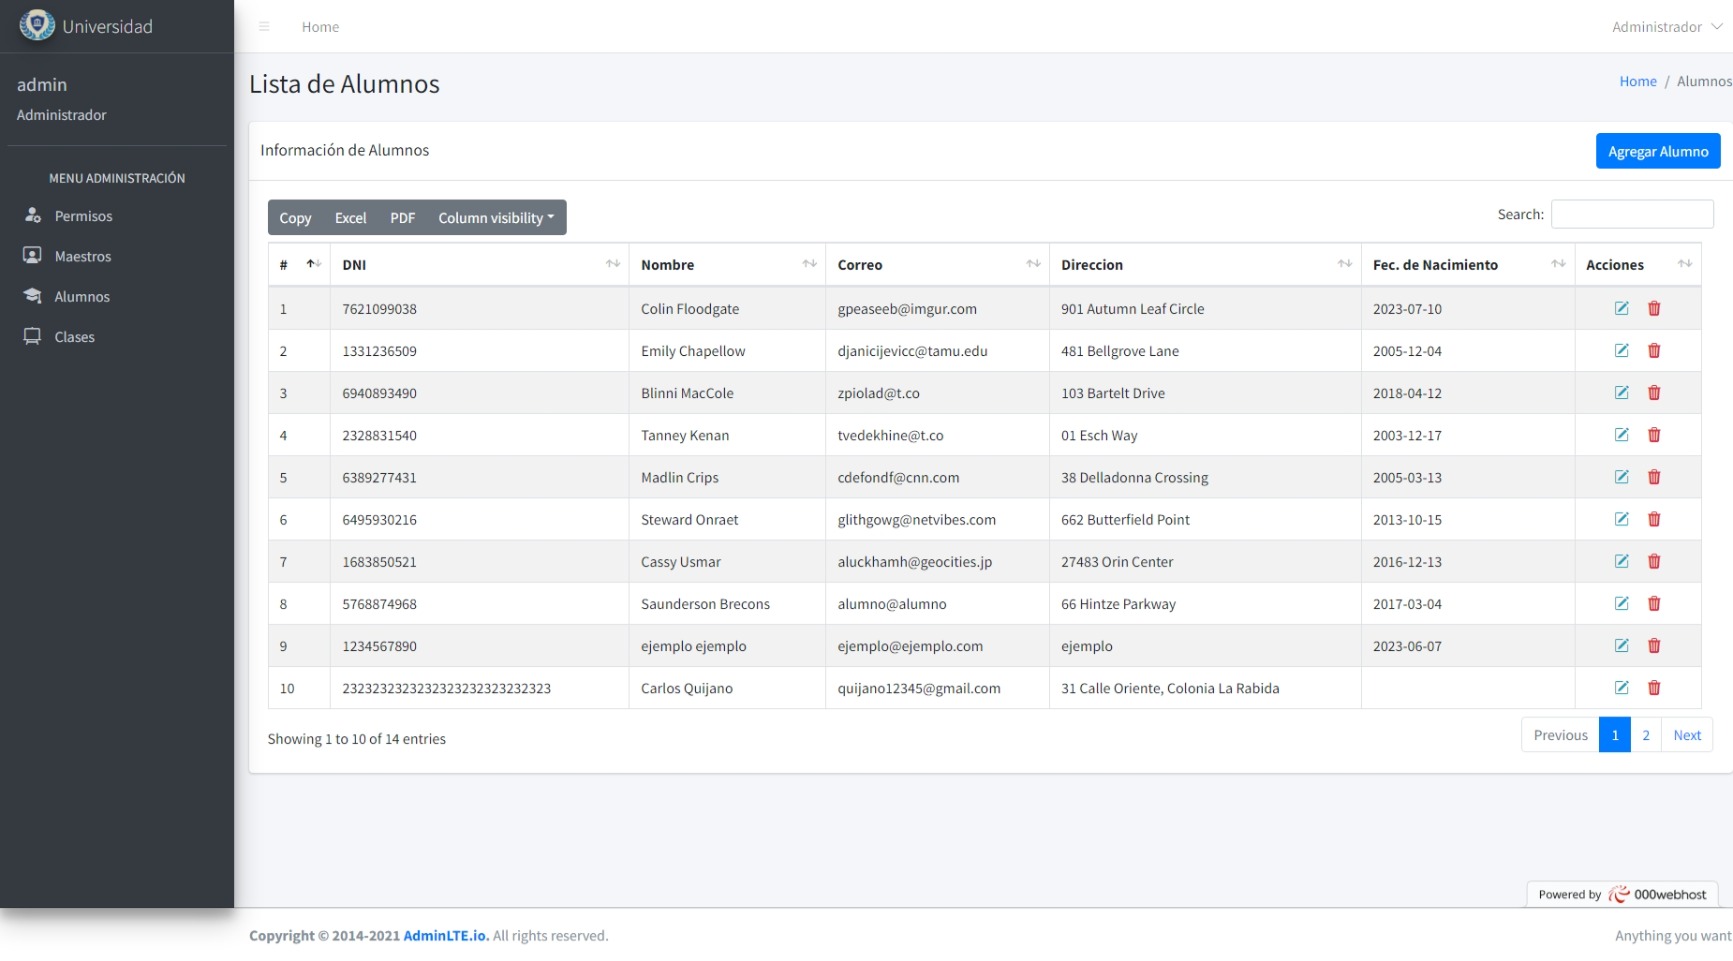 Universidad
Home
Administrador
admin
Administrador
MENU ADMINISTRACIÓN
Permisos
Maestros
Alumnos
Clases
Lista de Alumnos
Home / Alumnos
Información de Alumnos
Agregar Alumno
Copy Excel PDF Column visibility
Search:
# DNI Nombre Correo Direccion Fec. de Nacimiento Acciones
1 7621099038 Colin Floodgate gpeaseeb@imgur.com 901 Autumn Leaf Circle 2023-07-10
2 1331236509 Emily Chapellow djanicijevicc@tamu.edu 481 Bellgrove Lane 2005-12-04
3 6940893490 Blinni MacCole zpiolad@t.co 103 Bartelt Drive 2018-04-12
4 2328831540 Tanney Kenan tvedekhine@t.co 01 Esch Way 2003-12-17
5 6389277431 Madlin Crips cdefondf@cnn.com 38 Delladonna Crossing 2005-03-13
6 6495930216 Steward Onraet glithgowg@netvibes.com 662 Butterfield Point 2013-10-15
7 1683850521 Cassy Usmar aluckhamh@geocities.jp 27483 Orin Center 2016-12-13
8 5768874968 Saunderson Brecons alumno@alumno 66 Hintze Parkway 2017-03-04
9 1234567890 ejemplo ejemplo ejemplo@ejemplo.com ejemplo 2023-06-07
10 2323232323232323232323232323 Carlos Quijano quijano12345@gmail.com 31 Calle Oriente, Colonia La Rabida
Showing 1 to 10 of 14 entries
Previous 1 2 Next
Powered by 000webhost
Copyright © 2014-2021 AdminLTE.io. All rights reserved.
Anything you want